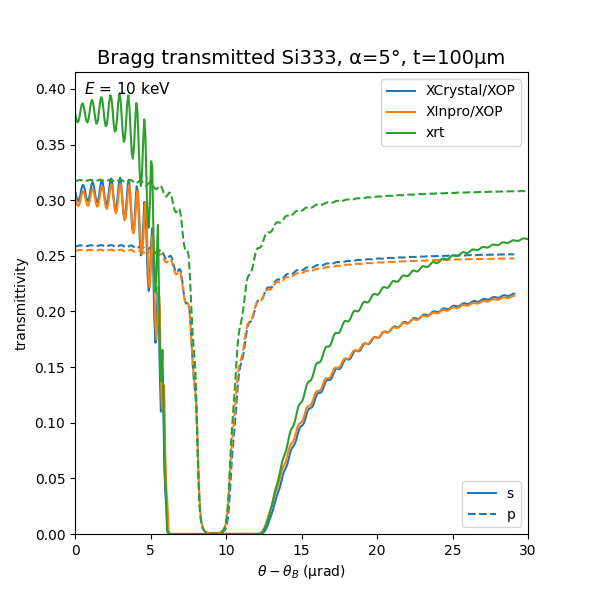 Bragg transmitted Si333, α=5°, t=100µm
E = 10 keV
XCrystal/XOP
XInpro/XOP
xrt
0.40
0.35
0.30
0.25
0.20
0.15
0.10
0.05
0.00
transmittivity
s
p
0 5 10 15 20 25 30
θ − θ_B (µrad)